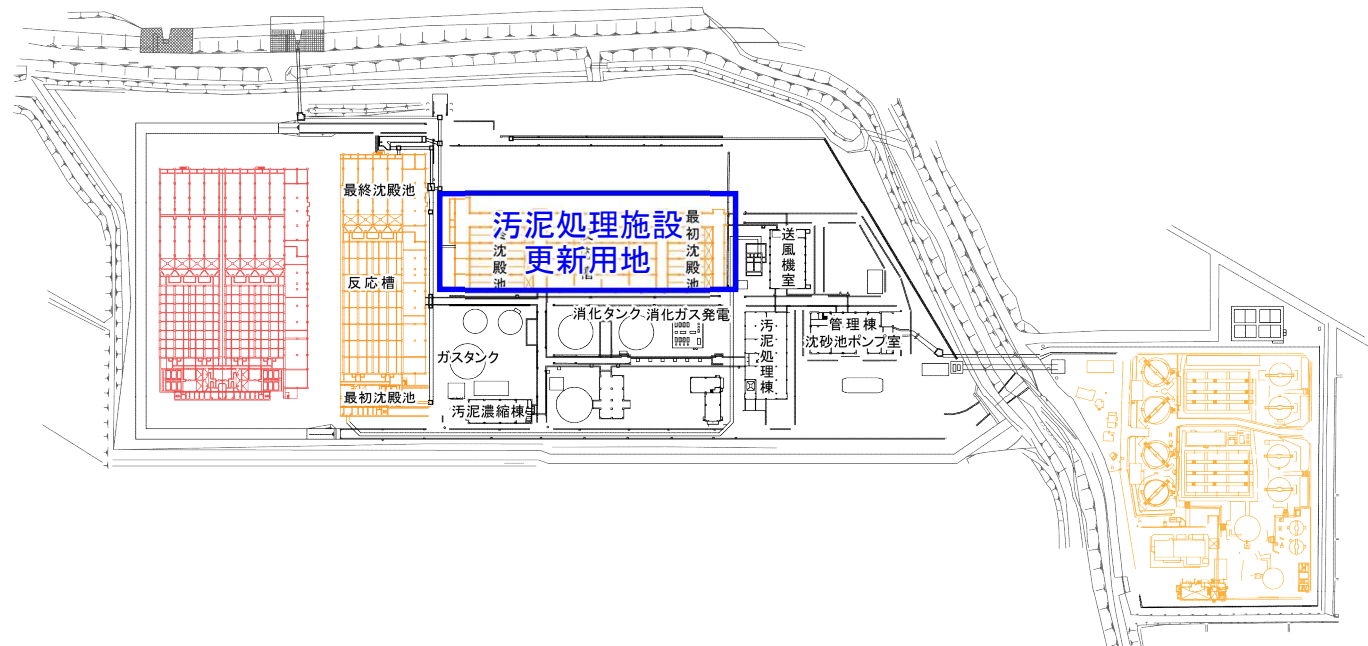 最終沈殿池
汚泥処理施設
更新用地
沈殿池
槽
最初沈殿池
送風機室
反応槽
消化タンク
消化ガス発電
汚泥処理棟
管理棟
沈砂池ポンプ室
ガスタンク
最初沈殿池
汚泥濃縮棟